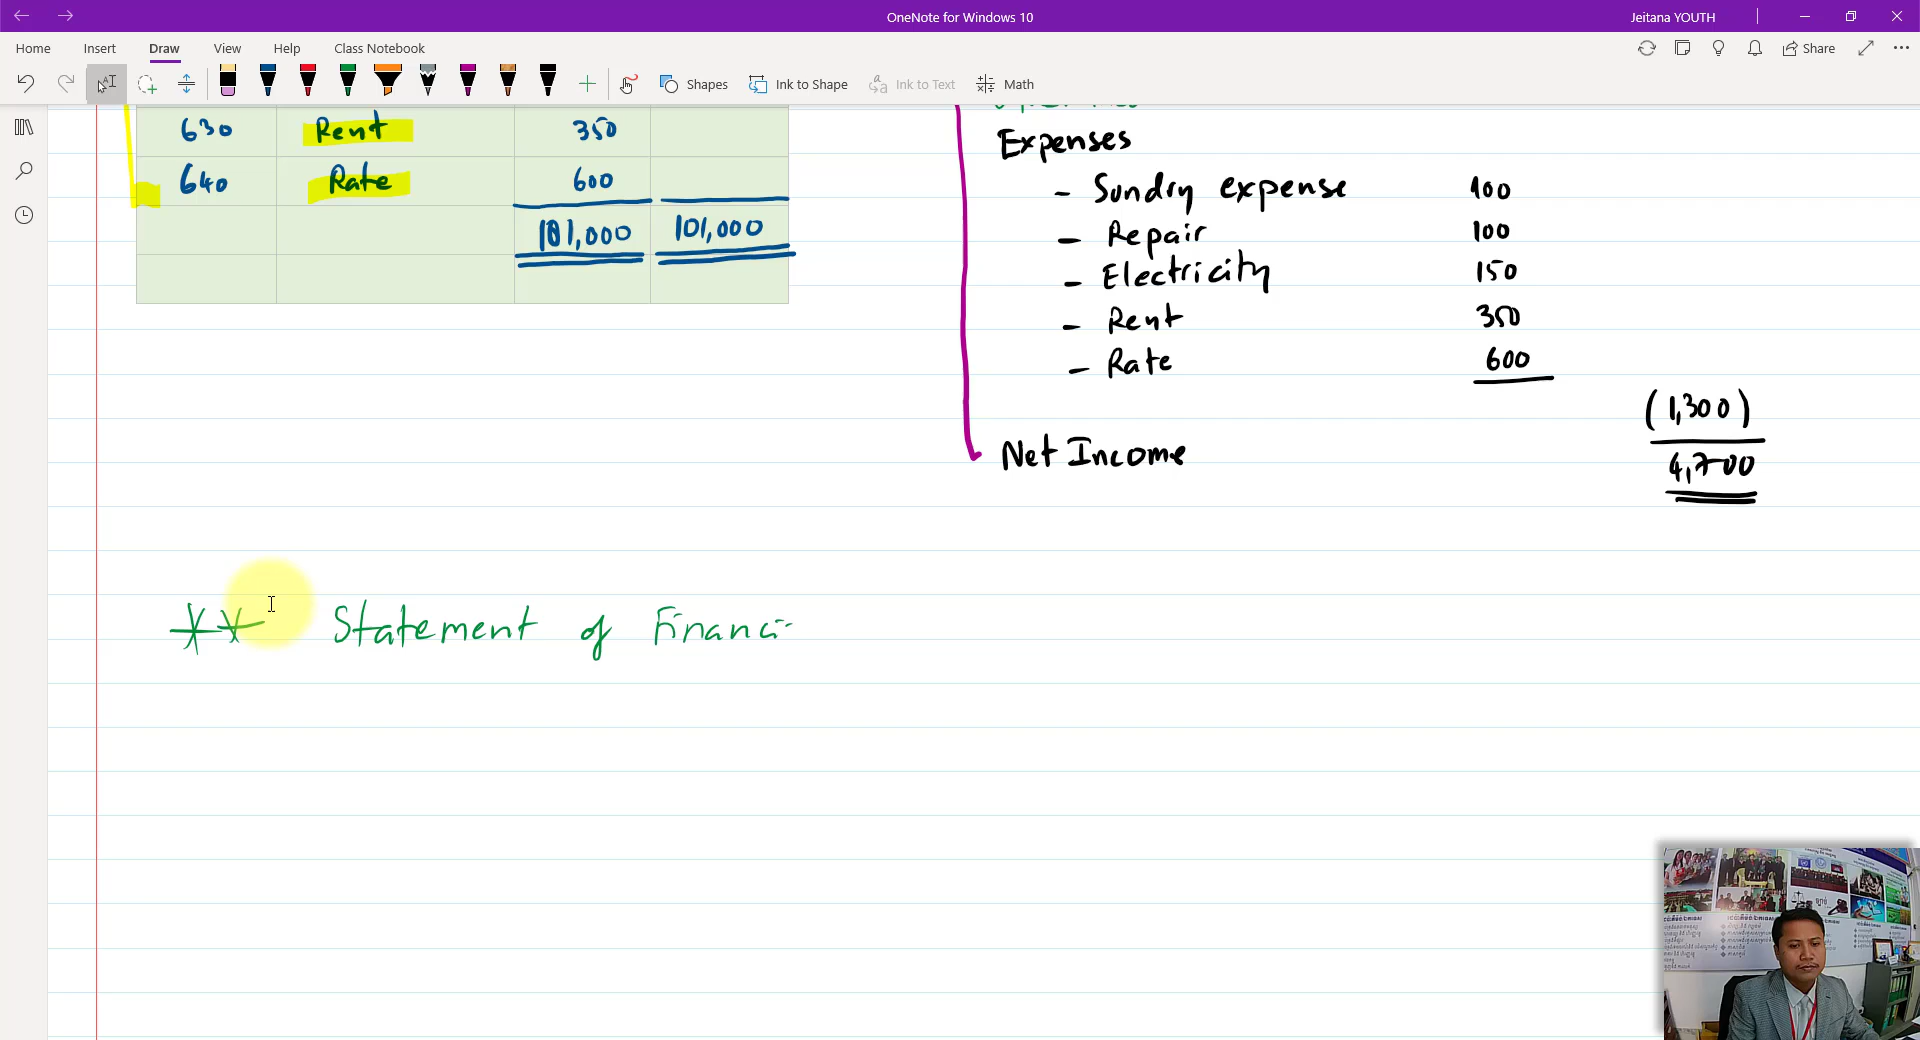 OneNote for Windows 10
Jeitana YOUTH
Home Insert Draw View Help Class Notebook
Share
Shapes Ink to Shape Ink to Text Math
630 Rent 350
640 Rate 600
101,000 101,000
Expenses
- Sundry expense 100
- Repair 100
- Electricity 150
- Rent 350
- Rate 600
(1,300)
Net Income
4,700
** Statement of Financi